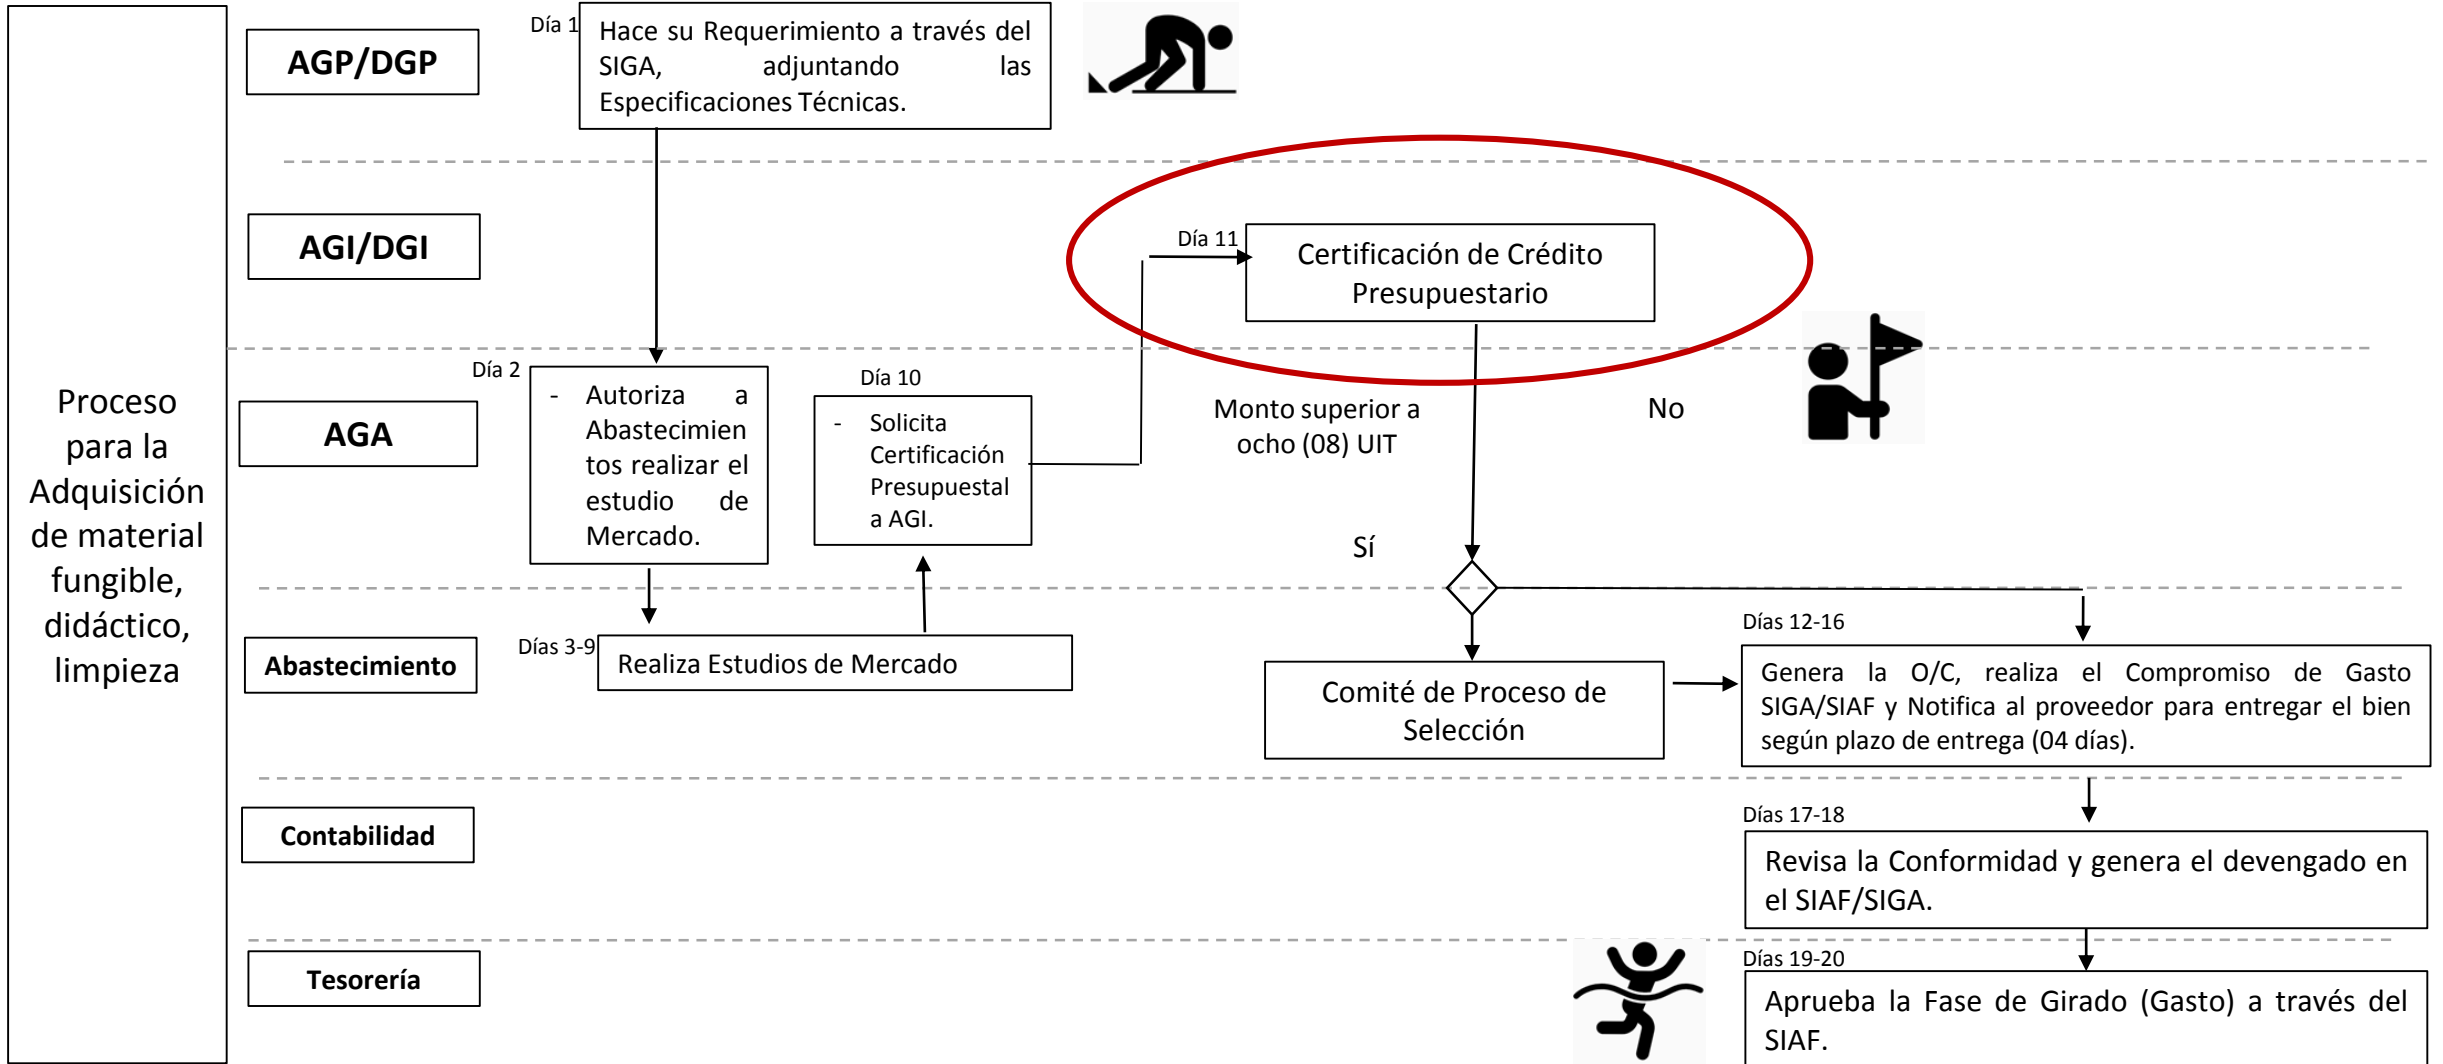 Proceso
para la
Adquisición
de material
fungible,
didáctico,
limpieza
AGP/DGP
Día 1
Hace su Requerimiento a través del
SIGA, adjuntando las
Especificaciones Técnicas.
AGI/DGI
Día 11
Certificación de Crédito
Presupuestario
AGA
Día 2
- Autoriza a
Abastecimien
tos realizar el
estudio de
Mercado.
Día 10
- Solicita
Certificación
Presupuestal
a AGI.
Monto superior a
ocho (08) UIT
No
Sí
Abastecimiento
Días 3-9
Realiza Estudios de Mercado
Comité de Proceso de
Selección
Días 12-16
Genera la O/C, realiza el Compromiso de Gasto
SIGA/SIAF y Notifica al proveedor para entregar el bien
según plazo de entrega (04 días).
Contabilidad
Días 17-18
Revisa la Conformidad y genera el devengado en
el SIAF/SIGA.
Tesorería
Días 19-20
Aprueba la Fase de Girado (Gasto) a través del
SIAF.